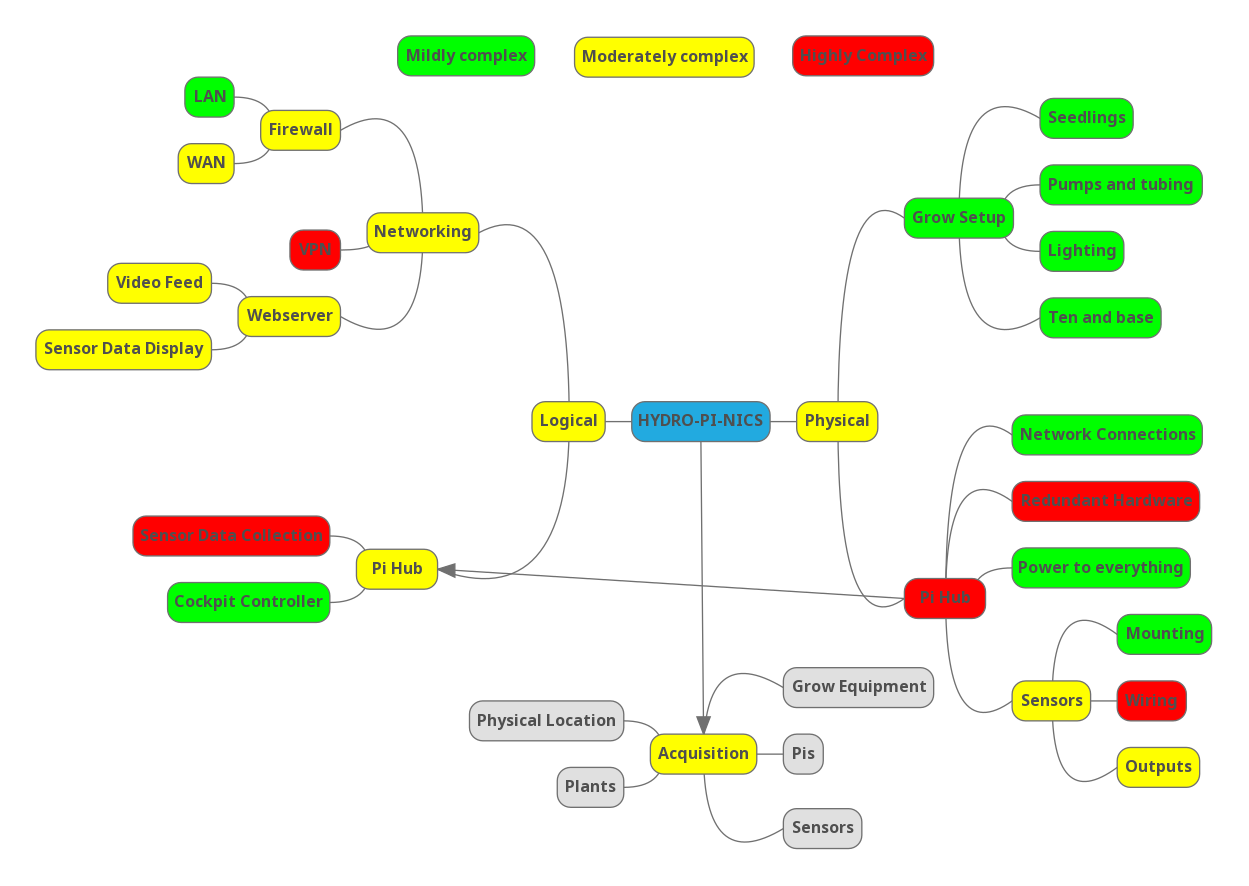 Mildly complex
Moderately complex
Highly Complex
LAN
Firewall
WAN
Networking
VPN
Video Feed
Webserver
Sensor Data Display
Seedlings
Pumps and tubing
Grow Setup
Lighting
Ten and base
Logical
HYDRO-PI-NICS
Physical
Network Connections
Redundant Hardware
Power to everything
Pi Hub
Mounting
Sensors
Wiring
Outputs
Sensor Data Collection
Pi Hub
Cockpit Controller
Grow Equipment
Physical Location
Acquisition
Pis
Plants
Sensors